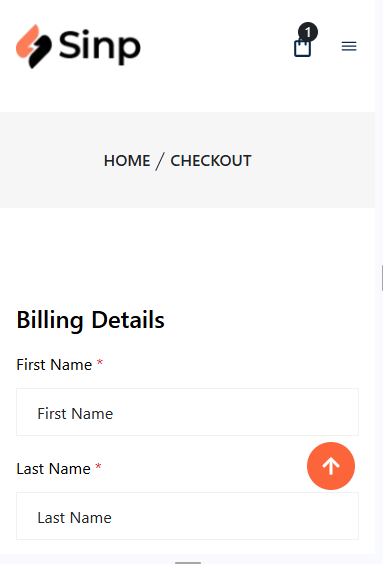 Sinp
1
HOME / CHECKOUT
Billing Details
First Name *
First Name
Last Name *
Last Name